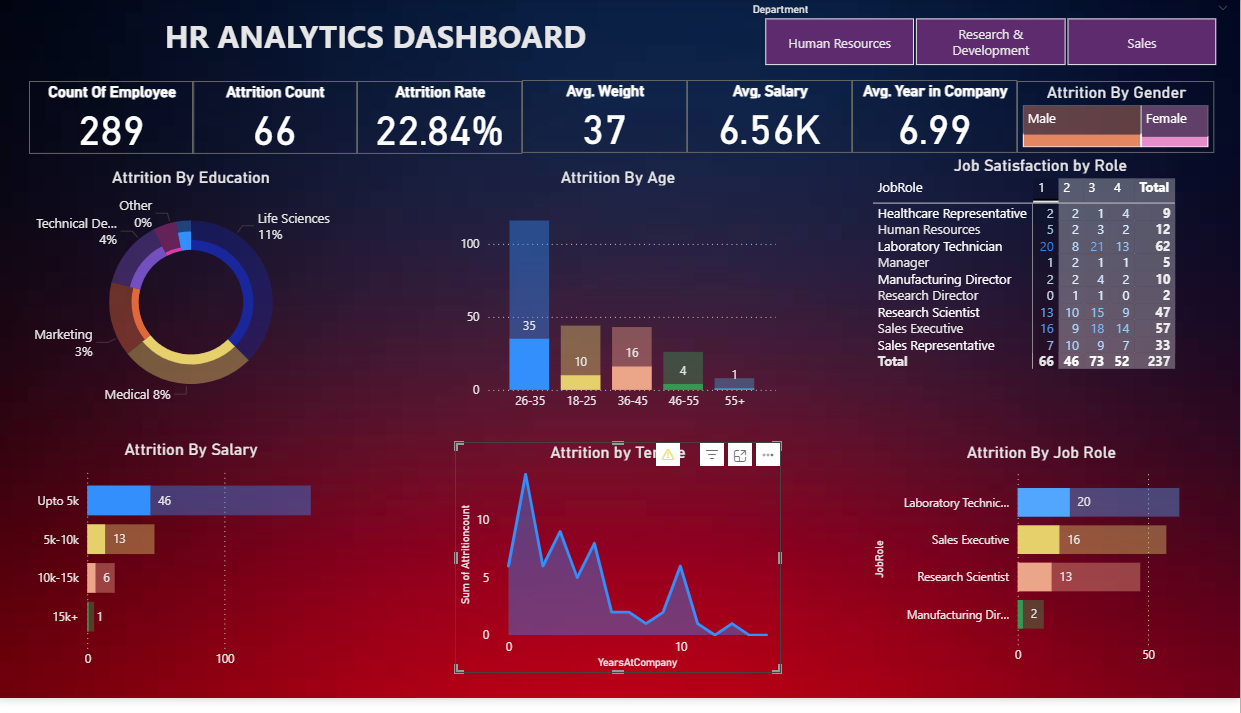 Department
HR ANALYTICS DASHBOARD
Human Resources
Research &
Development
Sales
Count Of Employee
289
Attrition Count
66
Attrition Rate
22.84%
Avg. Weight
37
Avg, Salary
6.56K
Avg. Year in Company
6.99
Attrition By Gender
Male
Female
Attrition By Education
Other
0%
Life Sciences
11%
Technical De...
4%
Marketing
3%
Medical 8%
Attrition By Age
100
50
0
35
10
16
4
1
26-35 18-25 36-45 46-55 55+
Job Satisfaction by Role
JobRole 1 2 3 4 Total
Healthcare Representative 2 2 1 4 9
Human Resources 5 2 3 2 12
Laboratory Technician 20 8 21 13 62
Manager 1 2 1 1 5
Manufacturing Director 2 2 4 2 10
Research Director 0 1 1 0 2
Research Scientist 13 10 15 9 47
Sales Executive 16 9 18 14 57
Sales Representative 7 10 9 7 33
Total 66 46 73 52 237
Attrition By Salary
Upto 5k 46
5k-10k 13
10k-15k 6
15k+ 1
0 100
Attrition by Te
e
Sum of Attritioncount
10
5
0
0 10
YearsAtCompany
Attrition By Job Role
JobRole
Laboratory Technic... 20
Sales Executive 16
Research Scientist 13
Manufacturing Dir... 2
0 50